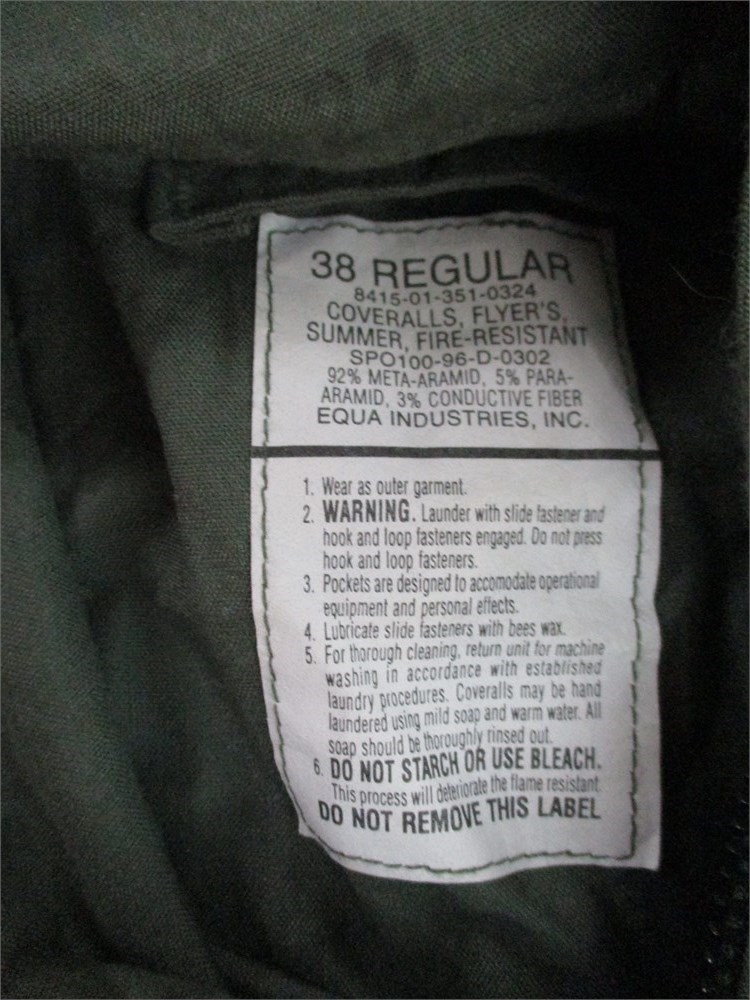 38 REGULAR
8415-01-351-0324
COVERALLS, FLYER'S,
SUMMER, FIRE-RESISTANT
SPO100-96-D-0302
92% META-ARAMID, 5% PARA-
ARAMID, 3% CONDUCTIVE FIBER
EQUA INDUSTRIES, INC.
1. Wear as outer garment.
2. WARNING. Launder with slide fastener and
hook and loop fasteners engaged. Do not press
hook and loop fasteners.
3. Pockets are designed to accomodate operational
equipment and personal effects.
4. Lubricate slide fasteners with bees wax.
5. For thorough cleaning, return unit for machine
washing in accordance with established
laundry procedures. Coveralls may be hand
laundered using mild soap and warm water. All
soap should be thoroughly rinsed out.
6. DO NOT STARCH OR USE BLEACH.
This process will deteriorate the flame resistant
DO NOT REMOVE THIS LABEL